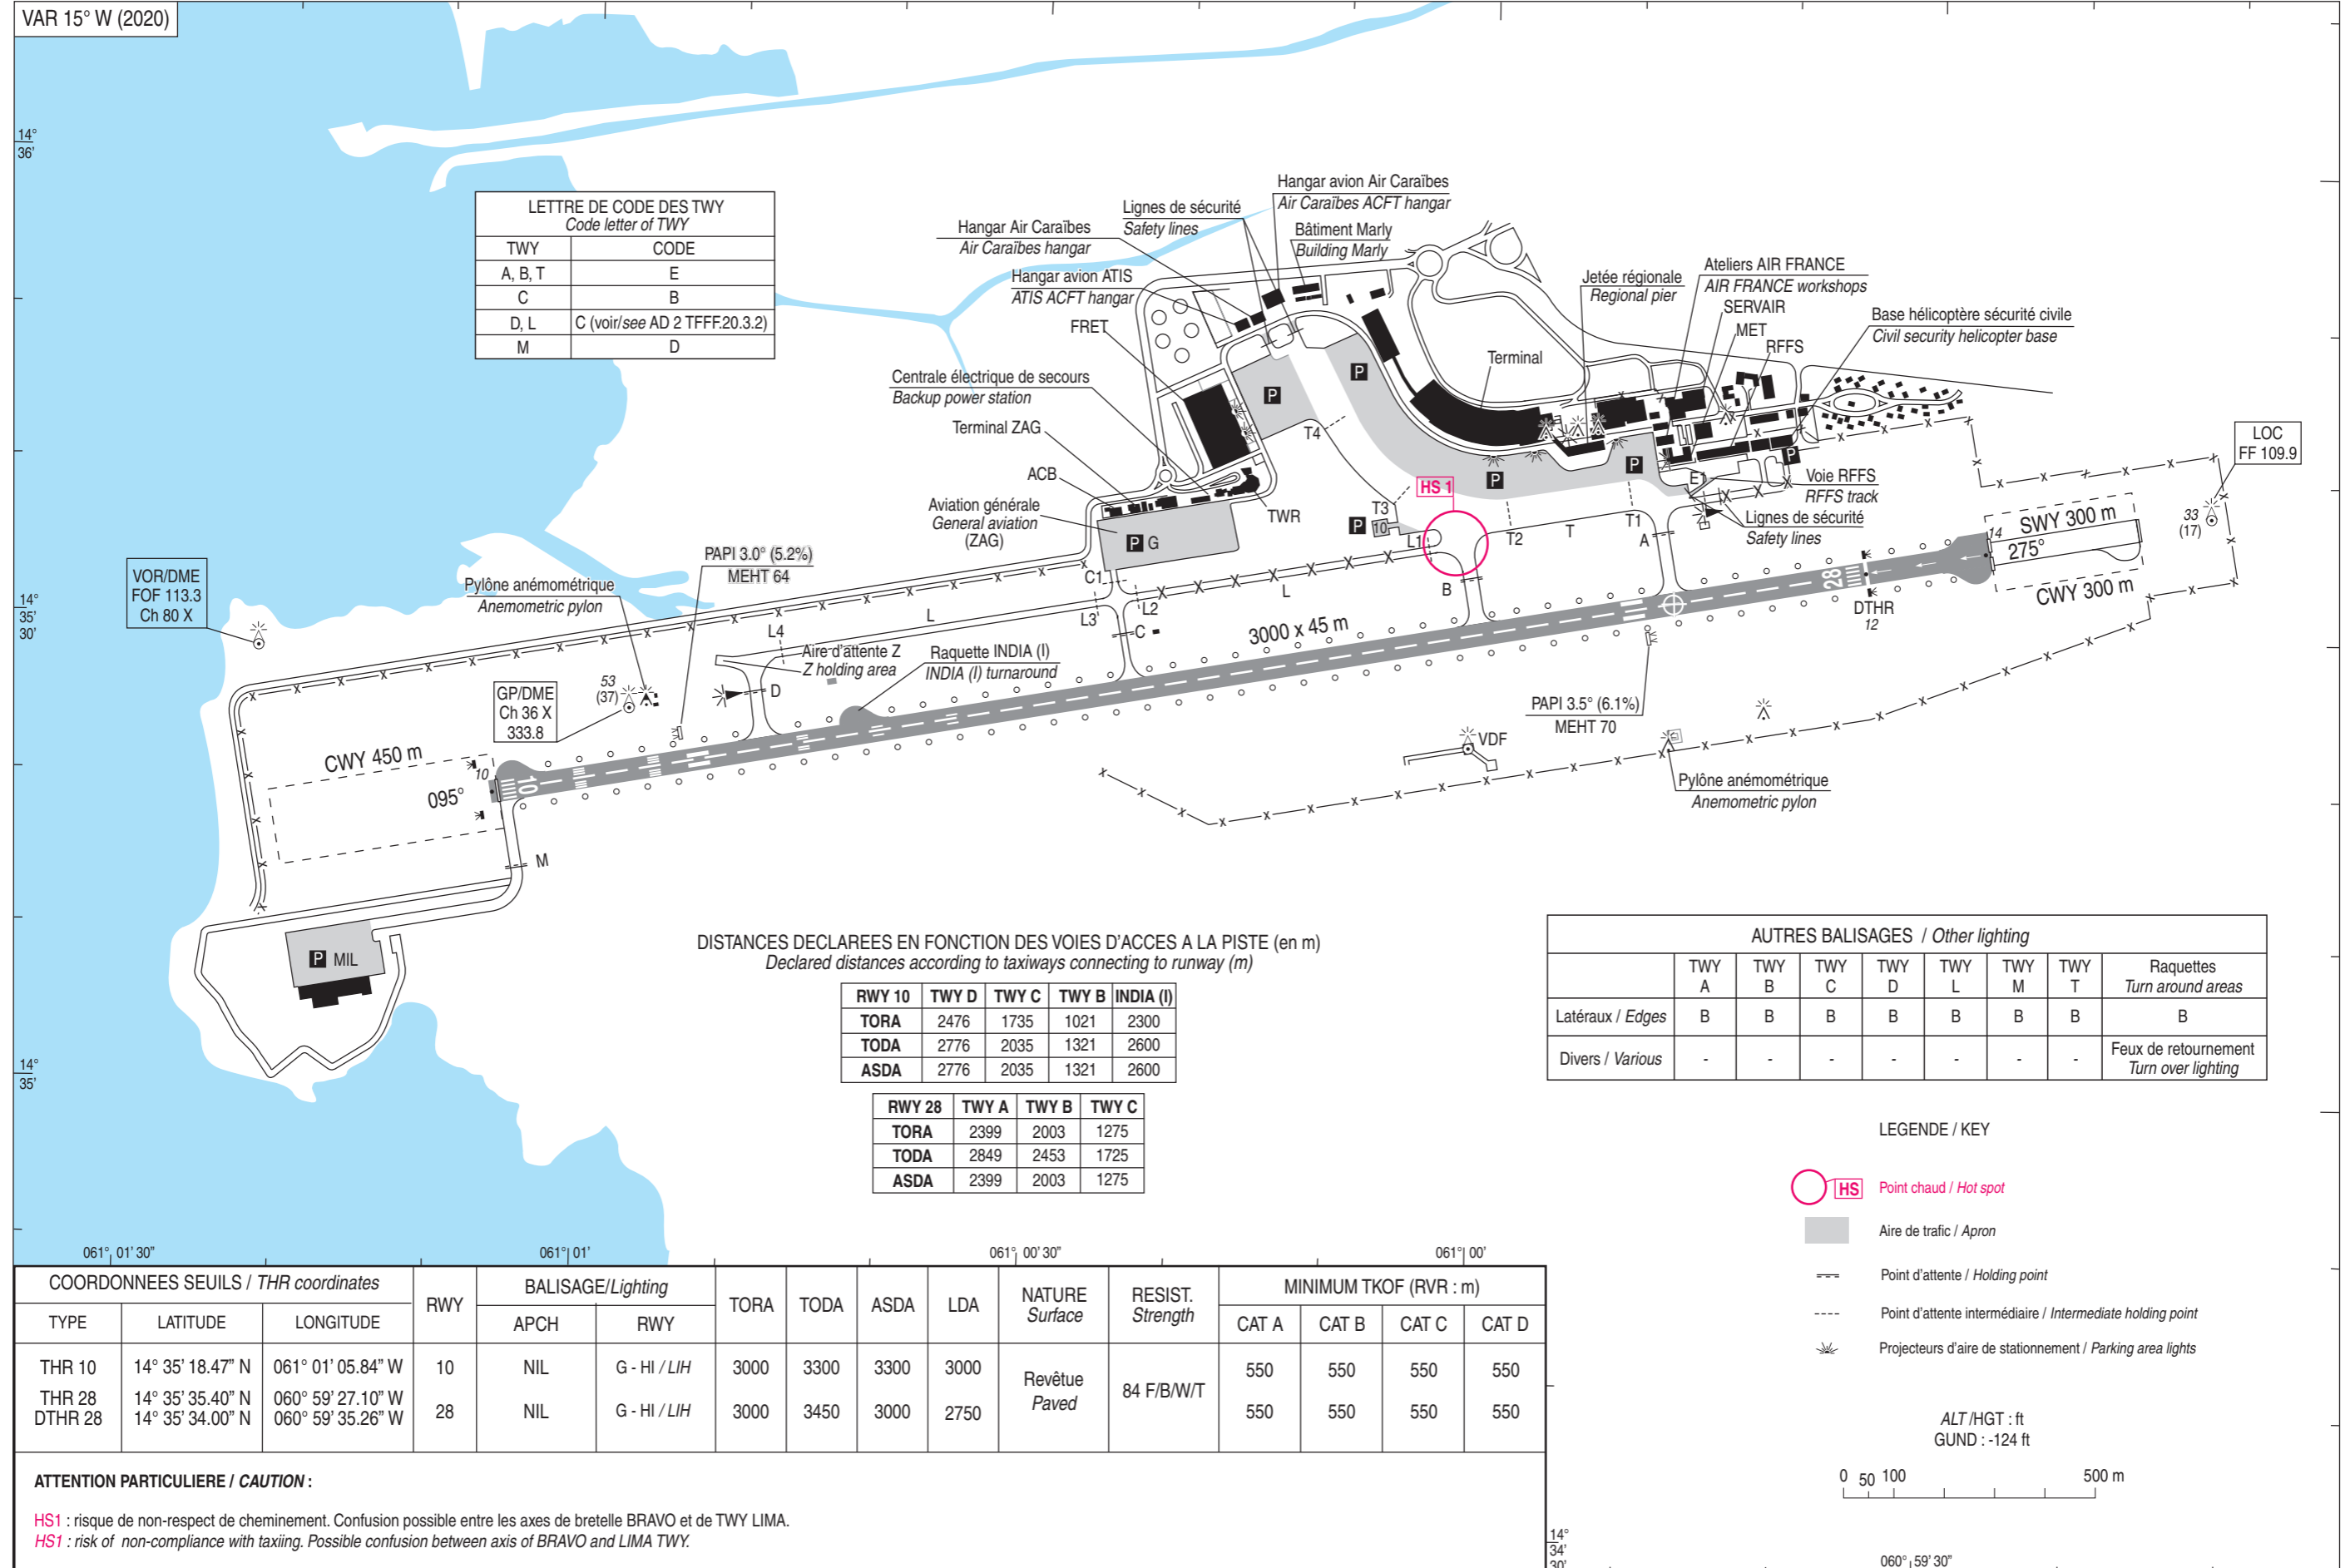 VAR 15° W (2020)
14°
36'
LETTRE DE CODE DES TWY
Code letter of TWY
TWY CODE
A, B, T E
C B
D, L C (voir/see AD 2 TFFF.20.3.2)
M D
Hangar avion Air Caraïbes
Air Caraïbes ACFT hangar
Lignes de sécurité
Safety lines
Hangar Air Caraïbes
Air Caraïbes hangar
Bâtiment Marly
Building Marly
Hangar avion ATIS
ATIS ACFT hangar
FRET
Jetée régionale
Regional pier
Ateliers AIR FRANCE
AIR FRANCE workshops
SERVAIR
MET
RFFS
Base hélicoptère sécurité civile
Civil security helicopter base
Terminal
Centrale électrique de secours
Backup power station
Terminal ZAG
ACB
Aviation générale
General aviation
(ZAG)
P
P
P
P
P
P
10
P G
TWR
T4
T3
HS 1
L1
T2
T
T1
A
E1
Voie RFFS
RFFS track
Lignes de sécurité
Safety lines
LOC
FF 109.9
33
(17)
SWY 300 m
14
275°
CWY 300 m
28
DTHR
12
VOR/DME
FOF 113.3
Ch 80 X
14°
35'
30'
PAPI 3.0° (5.2%)
MEHT 64
Pylône anémométrique
Anemometric pylon
C1
L2
L3
L
L
B
C
L4
3000 x 45 m
Aire d'attente Z
Z holding area
Raquette INDIA (I)
INDIA (I) turnaround
D
53
(37)
GP/DME
Ch 36 X
333.8
CWY 450 m
10
095°
10
M
PAPI 3.5° (6.1%)
MEHT 70
VDF
Pylône anémométrique
Anemometric pylon
P MIL
14°
35'
DISTANCES DECLAREES EN FONCTION DES VOIES D'ACCES A LA PISTE (en m)
Declared distances according to taxiways connecting to runway (m)
RWY 10 TWY D TWY C TWY B INDIA (I)
TORA 2476 1735 1021 2300
TODA 2776 2035 1321 2600
ASDA 2776 2035 1321 2600
RWY 28 TWY A TWY B TWY C
TORA 2399 2003 1275
TODA 2849 2453 1725
ASDA 2399 2003 1275
AUTRES BALISAGES / Other lighting
TWY A TWY B TWY C TWY D TWY L TWY M TWY T Raquettes
Turn around areas
Latéraux / Edges B B B B B B B B
Divers / Various - - - - - - - Feux de retournement
Turn over lighting
LEGENDE / KEY
HS Point chaud / Hot spot
Aire de trafic / Apron
Point d'attente / Holding point
Point d'attente intermédiaire / Intermediate holding point
Projecteurs d'aire de stationnement / Parking area lights
ALT /HGT : ft
GUND : -124 ft
0 50 100 500 m
061° 01' 30" 061° 01' 061° 00' 30" 061° 00'
COORDONNEES SEUILS / THR coordinates RWY BALISAGE/Lighting TORA TODA ASDA LDA NATURE
Surface RESIST.
Strength MINIMUM TKOF (RVR : m)
TYPE LATITUDE LONGITUDE APCH RWY CAT A CAT B CAT C CAT D
THR 10 14° 35' 18.47" N 061° 01' 05.84" W 10 NIL G - HI / LIH 3000 3300 3300 3000 Revêtue
Paved 84 F/B/W/T 550 550 550 550
THR 28 14° 35' 35.40" N 060° 59' 27.10" W
DTHR 28 14° 35' 34.00" N 060° 59' 35.26" W 28 NIL G - HI / LIH 3000 3450 3000 2750 550 550 550 550
ATTENTION PARTICULIERE / CAUTION :
HS1 : risque de non-respect de cheminement. Confusion possible entre les axes de bretelle BRAVO et de TWY LIMA.
HS1 : risk of non-compliance with taxiing. Possible confusion between axis of BRAVO and LIMA TWY.
14°
34'
30'
060° 59' 30"